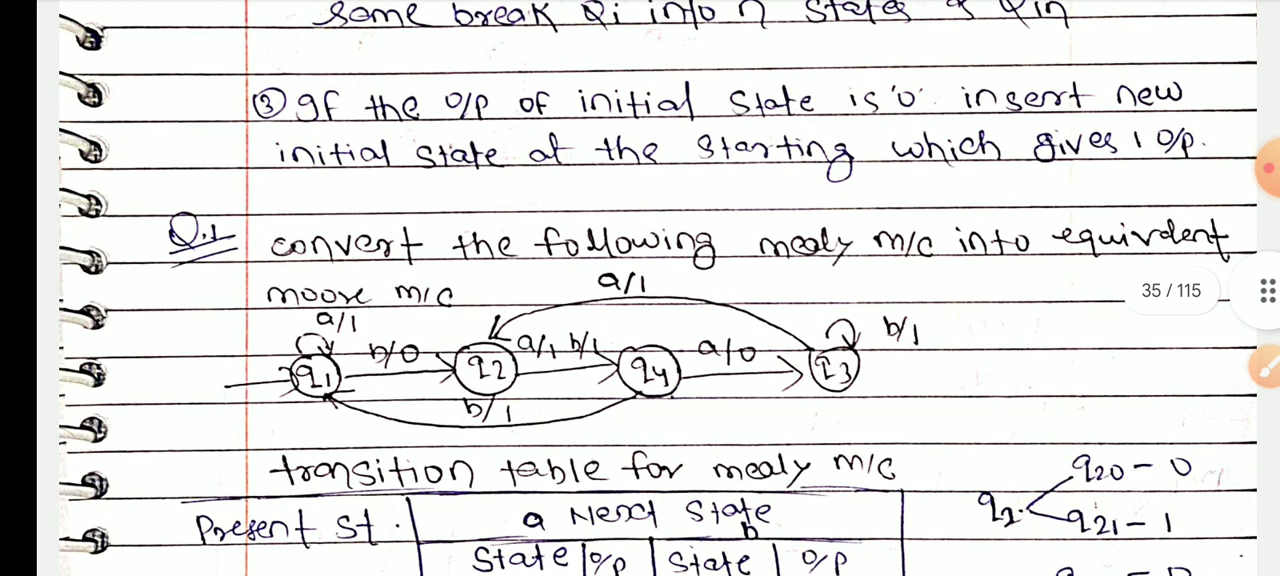 some break Qi into n states
③ If the o/p of initial state is '0' insert new
initial state at the starting which gives 1 o/p.
Q.1 convert the following mealy m/c into equivalent
moore m/c
a/1
35 / 115
a/1
b/0
a/1 b/1
a/0
b/1
q1
q2
q4
q3
b/1
transition table for mealy m/c
q20 - 0
q2
q21 - 1
Present st.
a Next State
b
State o/p State o/p